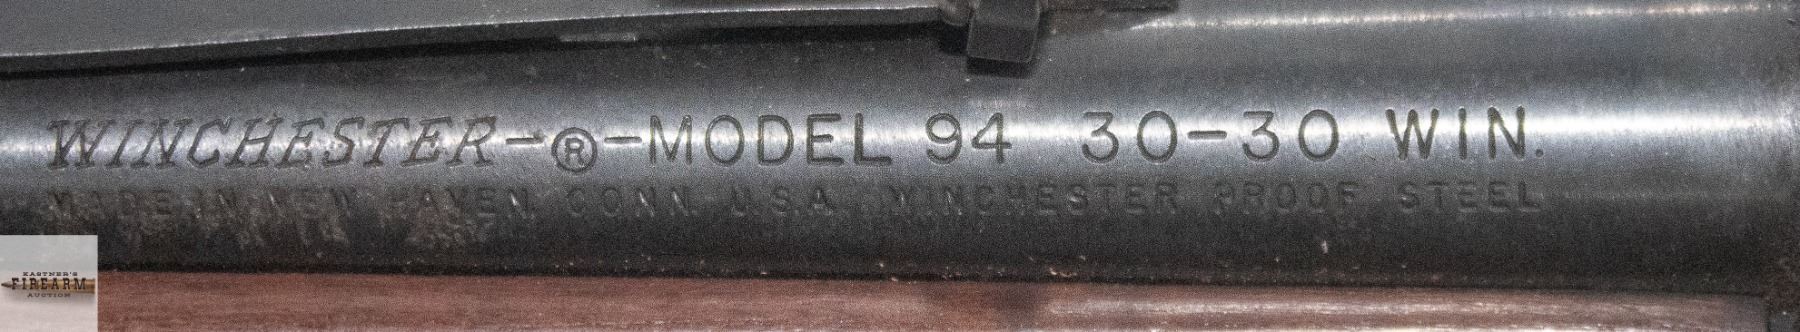 WINCHESTER-®-MODEL 94 30-30 WIN.
MADE IN NEW HAVEN, CONN. U.S.A. WINCHESTER PROOF STEEL
KASTNER'S
FIREARM
AUCTION